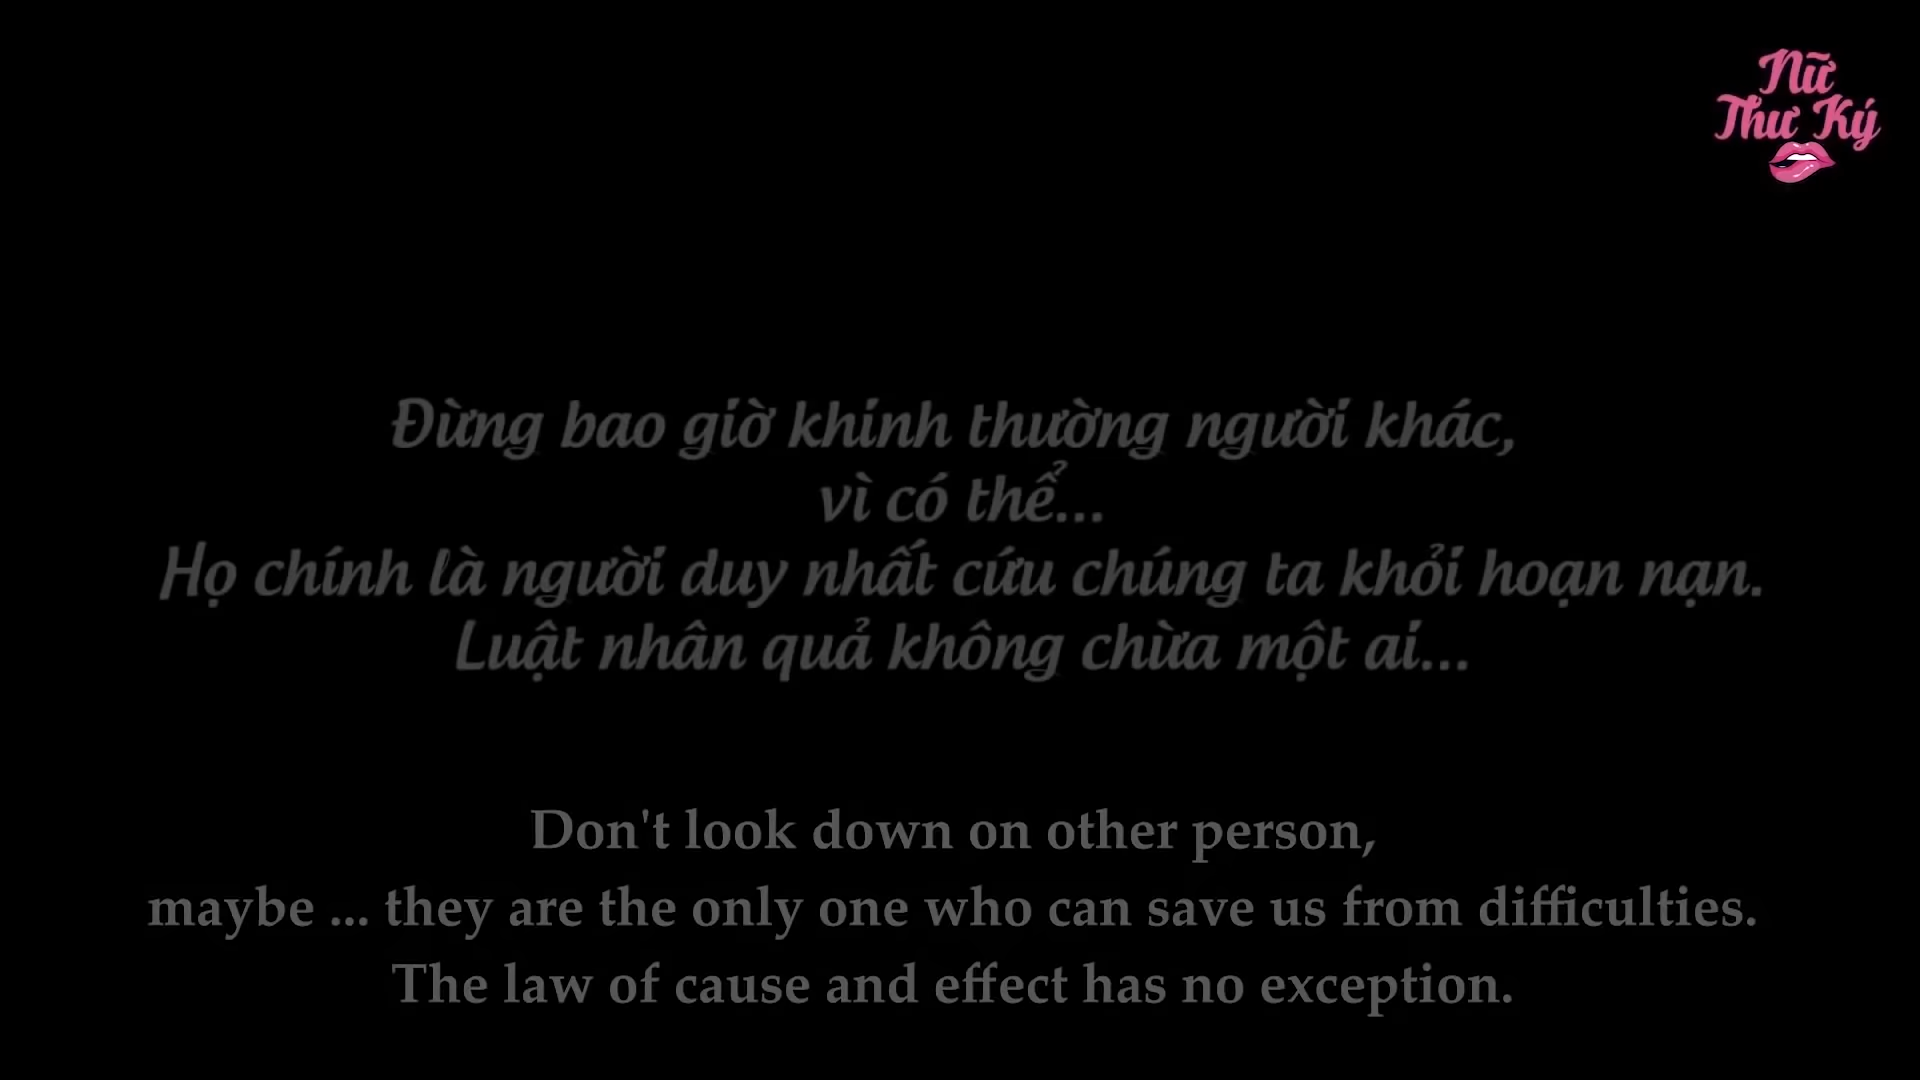 Nữ
Thư Ký
Đừng bao giờ khinh thường người khác,
vì có thể...
Họ chính là người duy nhất cứu chúng ta khỏi hoạn nạn.
Luật nhân quả không chừa một ai...
Don't look down on other person,
maybe ... they are the only one who can save us from difficulties.
The law of cause and effect has no exception.